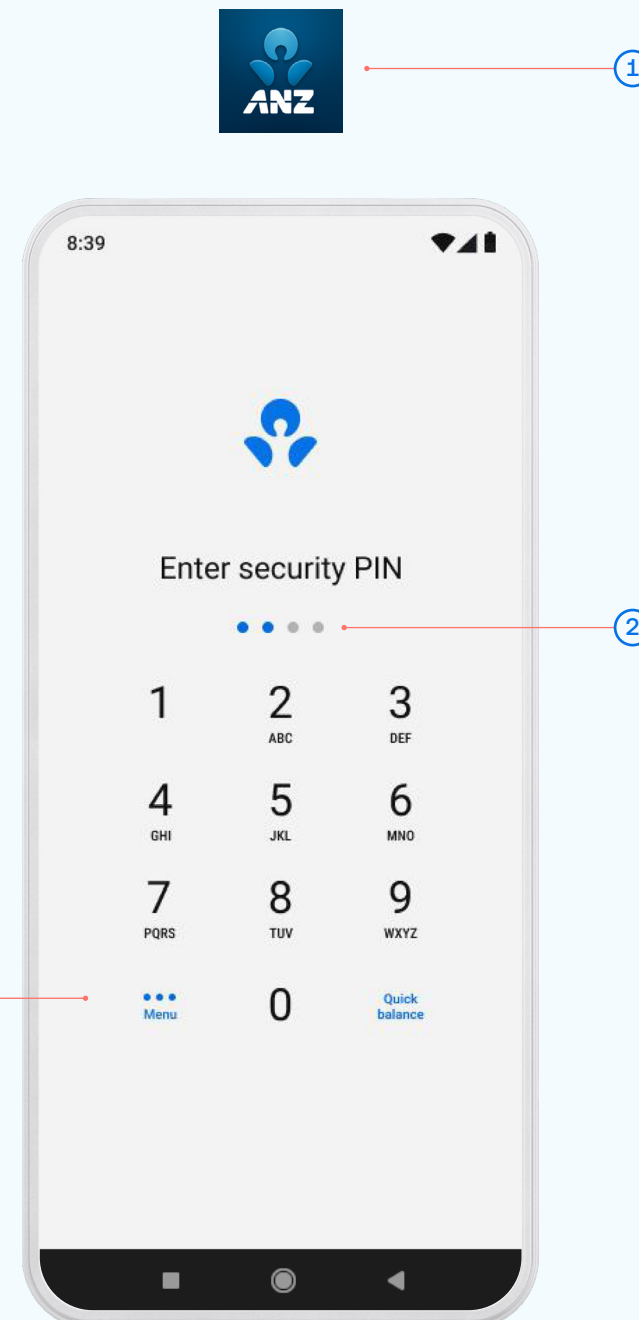 ANZ
1
8:39
Enter security PIN
2
1 2 3
ABC DEF
4 5 6
GHI JKL MNO
7 8 9
PQRS TUV WXYZ
0
Menu
Quick
balance